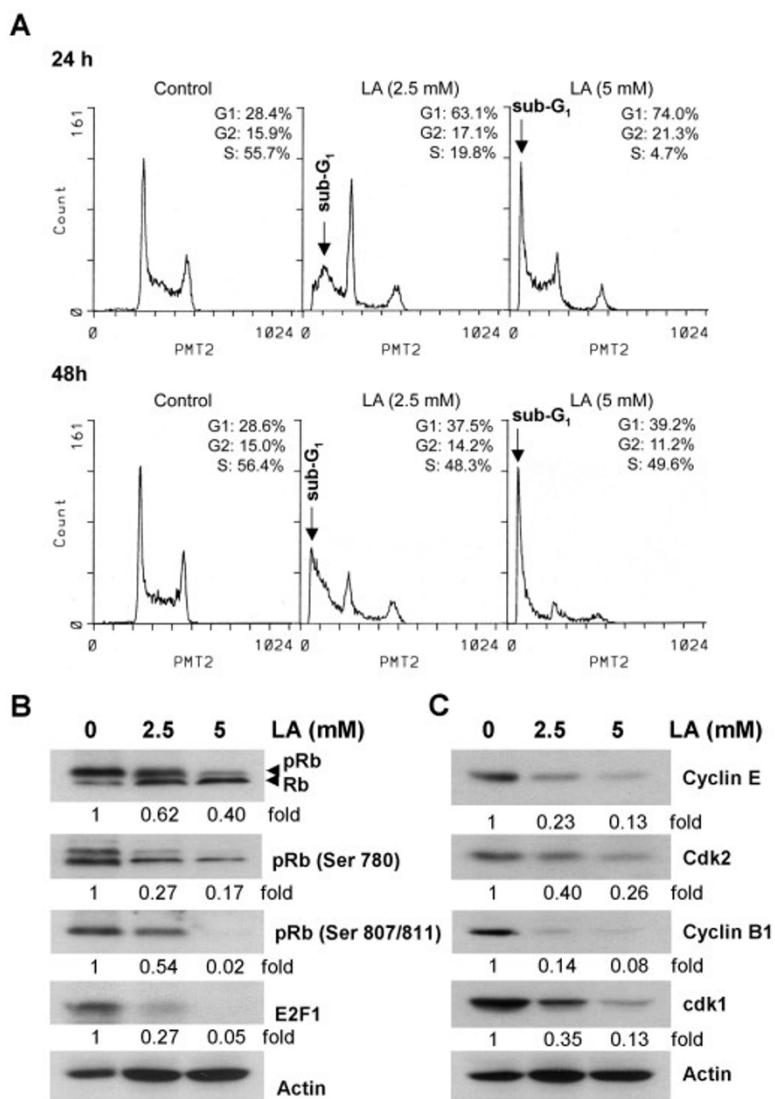 A
24 h
Control
LA (2.5 mM)
LA (5 mM)
161
Count
0
G1: 28.4%
G2: 15.9%
S: 55.7%
sub-G1
G1: 63.1%
G2: 17.1%
S: 19.8%
sub-G1
G1: 74.0%
G2: 21.3%
S: 4.7%
0 1024 0 1024 0 1024
PMT2 PMT2 PMT2
48h
Control
LA (2.5 mM)
LA (5 mM)
161
Count
0
G1: 28.6%
G2: 15.0%
S: 56.4%
sub-G1
G1: 37.5%
G2: 14.2%
S: 48.3%
sub-G1
G1: 39.2%
G2: 11.2%
S: 49.6%
0 1024 0 1024 0 1024
PMT2 PMT2 PMT2
B
0 2.5 5 LA (mM)
pRb
Rb
1 0.62 0.40 fold
pRb (Ser 780)
1 0.27 0.17 fold
pRb (Ser 807/811)
1 0.54 0.02 fold
E2F1
1 0.27 0.05 fold
Actin
C
0 2.5 5 LA (mM)
Cyclin E
1 0.23 0.13 fold
Cdk2
1 0.40 0.26 fold
Cyclin B1
1 0.14 0.08 fold
cdk1
1 0.35 0.13 fold
Actin